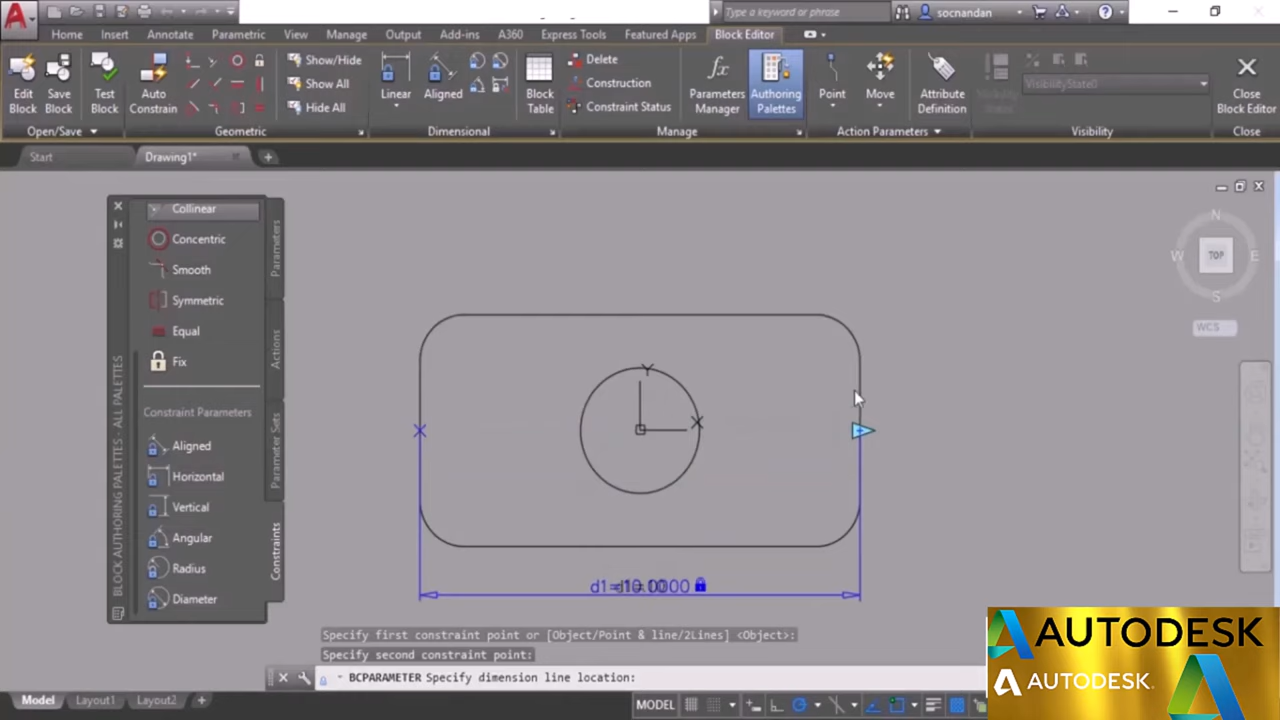 Type a keyword or phrase
socnandan
Home
Insert
Annotate
Parametric
View
Manage
Output
Add-ins
A360
Express Tools
Featured Apps
Block Editor
Edit Block
Save Block
Test Block
Auto Constrain
Show/Hide
Show All
Hide All
Linear
Aligned
Block Table
Delete
Construction
Constraint Status
Parameters Manager
Authoring Palettes
Point
Move
Attribute Definition
VisibilityState0
Close Block Editor
Open/Save
Geometric
Dimensional
Manage
Action Parameters
Visibility
Close
Start
Drawing1*
Collinear
Concentric
Smooth
Symmetric
Equal
Fix
Constraint Parameters
Aligned
Horizontal
Vertical
Angular
Radius
Diameter
Parameters
Actions
Parameter Sets
Constraints
BLOCK AUTHORING PALETTES - ALL PALETTES
N
W
TOP
E
S
WCS
Y
X
Specify first constraint point or [Object/Point & line/2Lines] <Object>:
Specify second constraint point:
BCPARAMETER Specify dimension line location:
Model
Layout1
Layout2
MODEL
AUTODESK
AUTODESK.